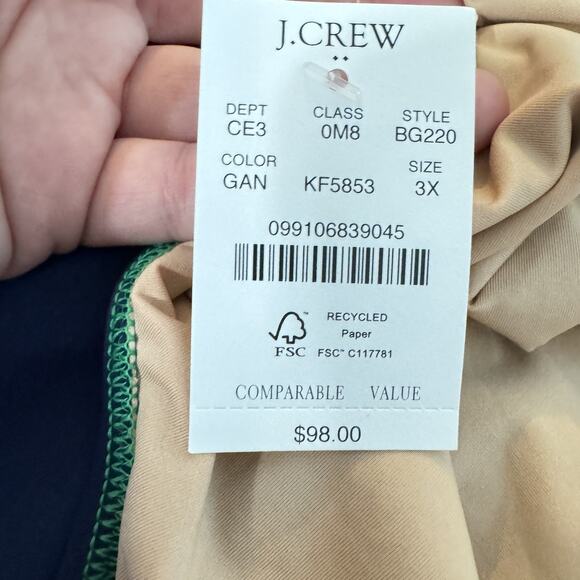 J.CREW
DEPT CLASS STYLE
CE3 0M8 BG220
COLOR SIZE
GAN KF5853 3X
099106839045
RECYCLED
Paper
FSC FSC™ C117781
COMPARABLE VALUE
$98.00